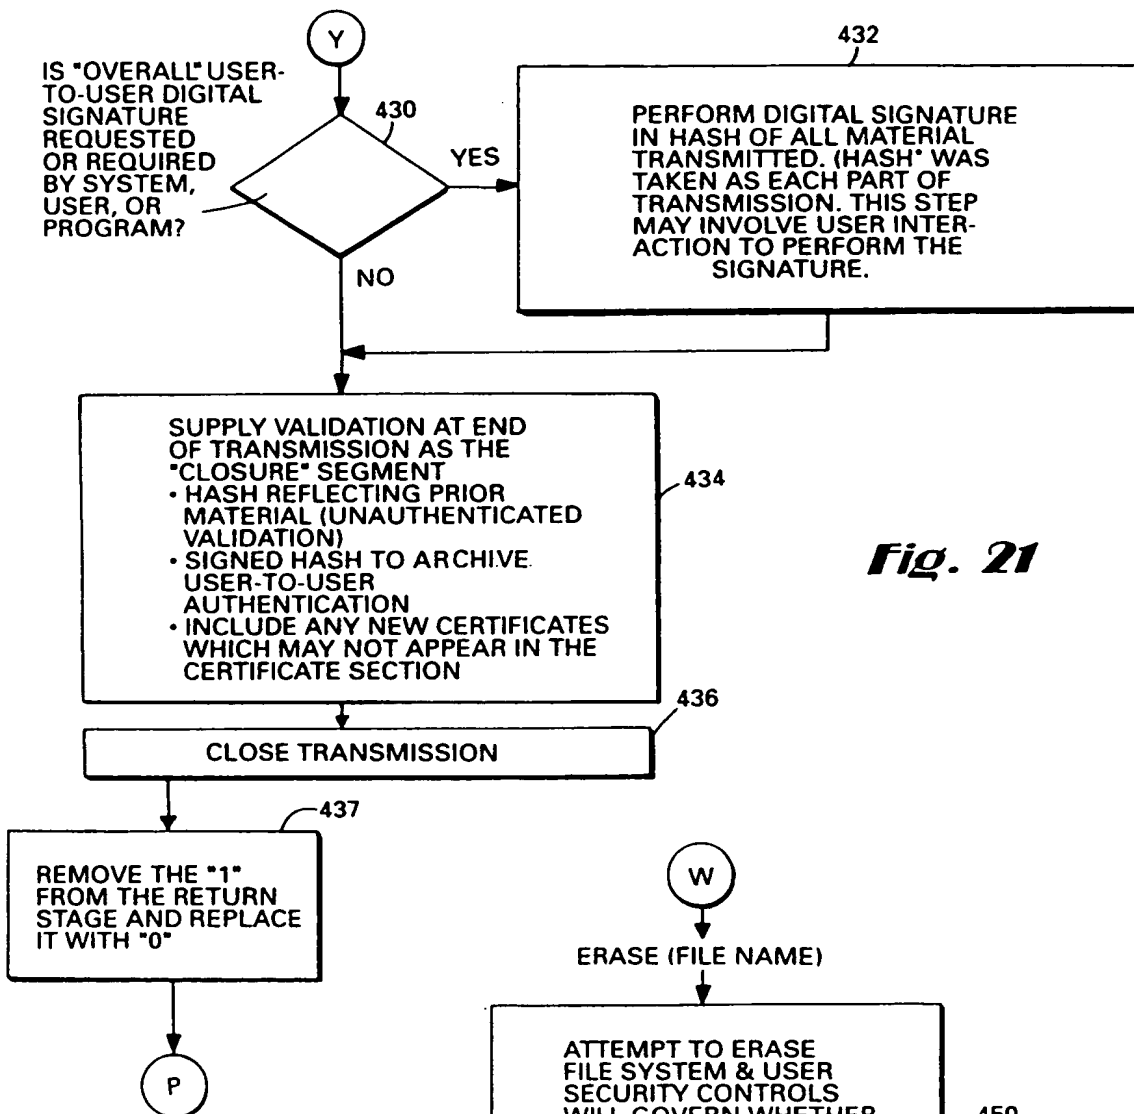 Y
432
IS "OVERALL" USER-
TO-USER DIGITAL
SIGNATURE
REQUESTED
OR REQUIRED
BY SYSTEM,
USER, OR
PROGRAM?
430
YES
NO
PERFORM DIGITAL SIGNATURE
IN HASH OF ALL MATERIAL
TRANSMITTED. (HASH" WAS
TAKEN AS EACH PART OF
TRANSMISSION. THIS STEP
MAY INVOLVE USER INTER-
ACTION TO PERFORM THE
SIGNATURE.
SUPPLY VALIDATION AT END
OF TRANSMISSION AS THE
"CLOSURE" SEGMENT
• HASH REFLECTING PRIOR
MATERIAL (UNAUTHENTICATED
VALIDATION)
• SIGNED HASH TO ARCHIVE
USER-TO-USER
AUTHENTICATION
• INCLUDE ANY NEW CERTIFICATES
WHICH MAY NOT APPEAR IN THE
CERTIFICATE SECTION
434
Fig. 21
436
CLOSE TRANSMISSION
437
REMOVE THE "1"
FROM THE RETURN
STAGE AND REPLACE
IT WITH "0"
P
W
ERASE (FILE NAME)
ATTEMPT TO ERASE
FILE SYSTEM & USER
SECURITY CONTROLS
WILL GOVERN WHETHER
450